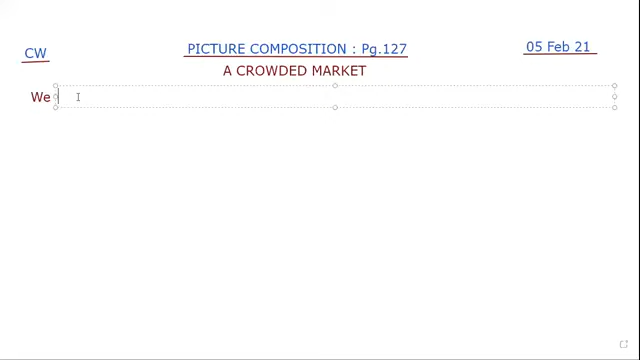 CW
PICTURE COMPOSITION : Pg.127
05 Feb 21
A CROWDED MARKET
We